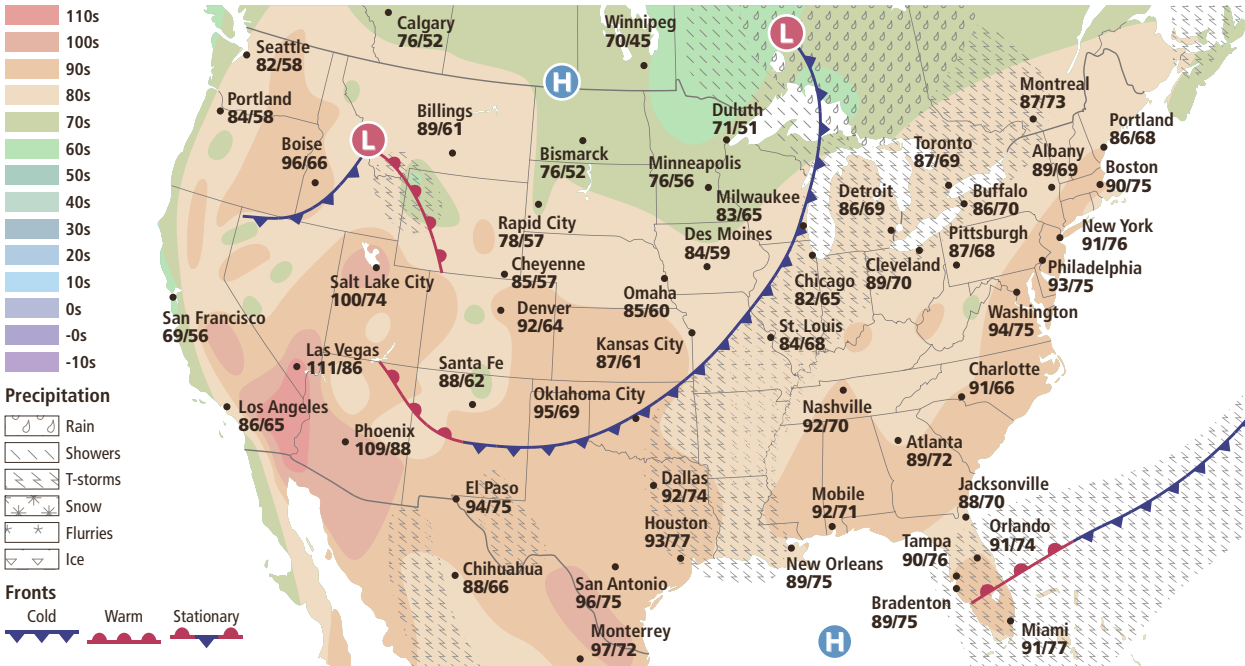 110s
100s
90s
80s
70s
60s
50s
40s
30s
20s
10s
0s
-0s
-10s
Precipitation
Rain
Showers
T-storms
Snow
Flurries
Ice
Fronts
Cold
Warm
Stationary
Calgary
76/52
Winnipeg
70/45
L
Seattle
82/58
H
Portland
84/58
Billings
89/61
Duluth
71/51
Montreal
87/73
Portland
86/68
L
Boise
96/66
Bismarck
76/52
Minneapolis
76/56
Toronto
87/69
Albany
89/69
Boston
90/75
Milwaukee
83/65
Detroit
86/69
Buffalo
86/70
Rapid City
78/57
Des Moines
84/59
Pittsburgh
87/68
New York
91/76
Salt Lake City
100/74
Cheyenne
85/57
Omaha
85/60
Chicago
82/65
Cleveland
89/70
Philadelphia
93/75
San Francisco
69/56
Denver
92/64
Kansas City
87/61
St. Louis
84/68
Washington
94/75
Las Vegas
111/86
Santa Fe
88/62
Charlotte
91/66
Los Angeles
86/65
Oklahoma City
95/69
Nashville
92/70
Phoenix
109/88
Atlanta
89/72
El Paso
94/75
Dallas
92/74
Mobile
92/71
Jacksonville
88/70
Houston
93/77
Orlando
91/74
Tampa
90/76
Chihuahua
88/66
San Antonio
96/75
New Orleans
89/75
Bradenton
89/75
Monterrey
97/72
H
Miami
91/77